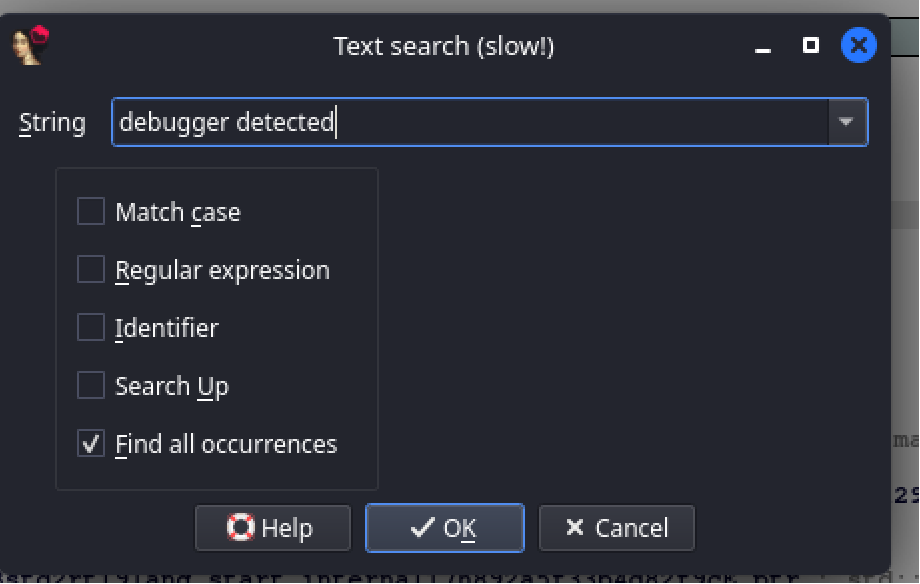 Text search (slow!)
String debugger detected
Match case
Regular expression
Identifier
Search Up
Find all occurrences
Help OK Cancel
ma
29